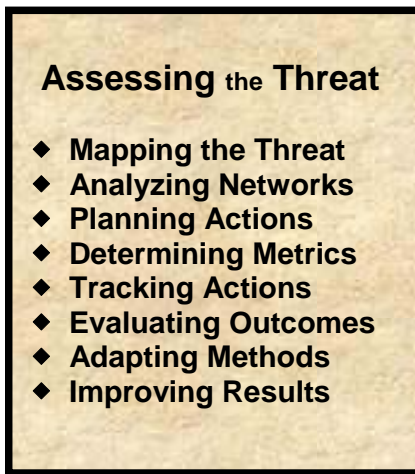 Assessing the Threat
◆ Mapping the Threat
◆ Analyzing Networks
◆ Planning Actions
◆ Determining Metrics
◆ Tracking Actions
◆ Evaluating Outcomes
◆ Adapting Methods
◆ Improving Results